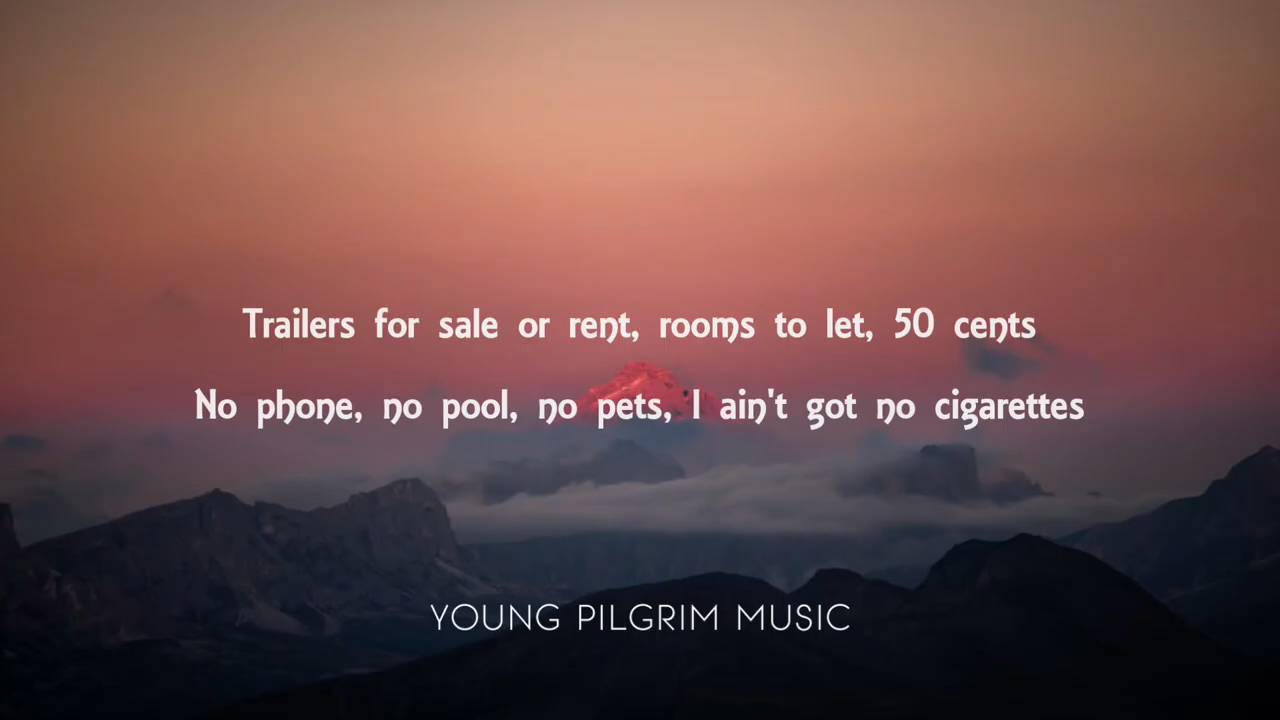 Trailers for sale or rent, rooms to let, 50 cents
No phone, no pool, no pets, I ain't got no cigarettes
YOUNG PILGRIM MUSIC